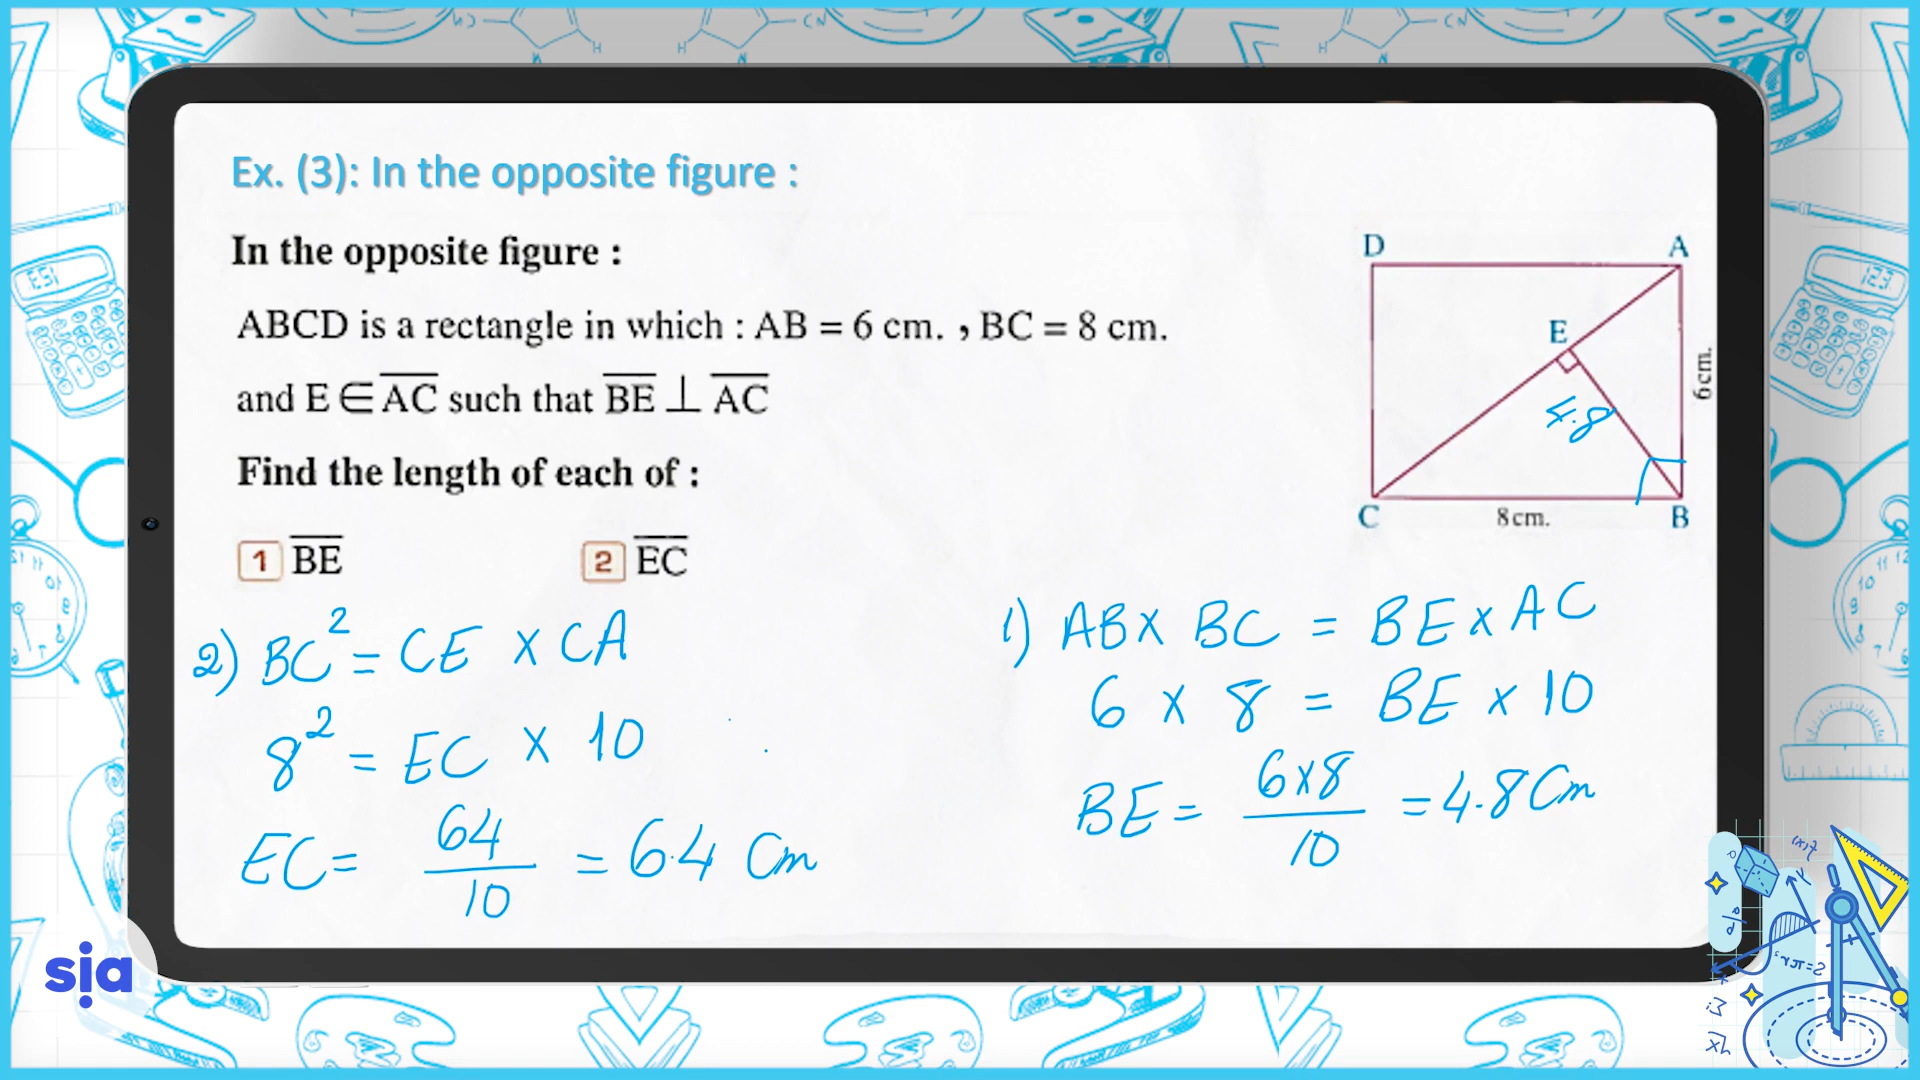 Ex. (3): In the opposite figure :
In the opposite figure :
ABCD is a rectangle in which : AB = 6 cm. , BC = 8 cm.
and E ∈ AC such that BE ⊥ AC
Find the length of each of :
1 BE 2 EC
D A
E
4.8
6cm.
C 8cm. B
2) BC² = CE × CA
8² = EC × 10
EC = 64/10 = 6.4 Cm
1) AB × BC = BE × AC
6 × 8 = BE × 10
BE = 6×8/10 = 4.8 Cm
sia